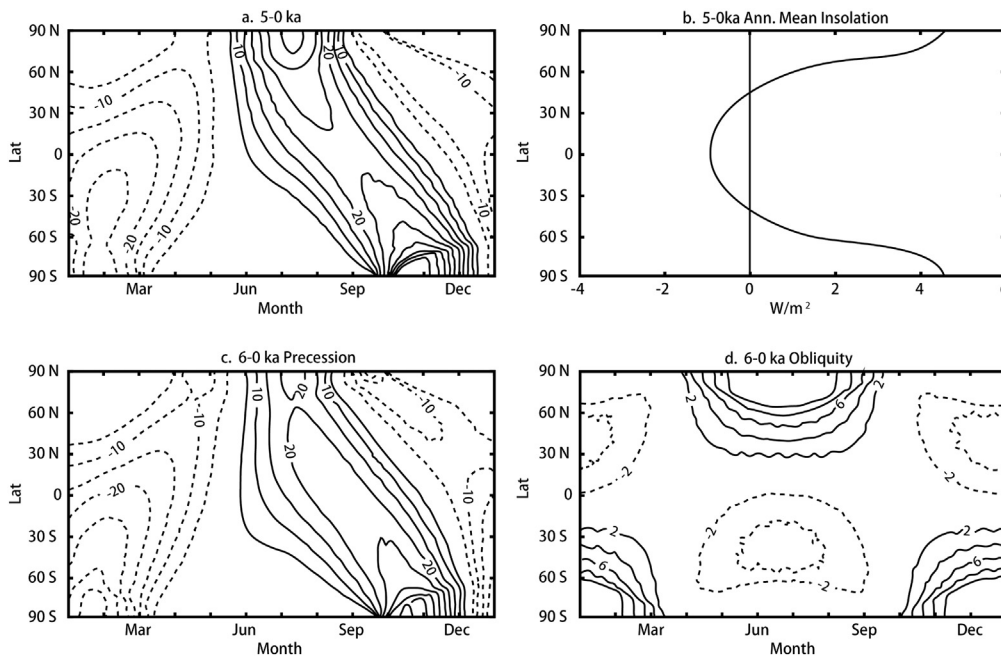 a. 5-0 ka
90 N
60 N
30 N
0
30 S
60 S
90 S
Lat
-10
-10
-10
-10
-20
-20
10
20
10
20
-10
Mar
Jun
Sep
Dec
Month
b. 5-0ka Ann. Mean Insolation
90 N
60 N
30 N
0
30 S
60 S
90 S
Lat
-4
-2
0
2
4
6
W/m²
c. 6-0 ka Precession
90 N
60 N
30 N
0
30 S
60 S
90 S
Lat
-10
-10
-20
10
20
10
20
-10
-10
20
Mar
Jun
Sep
Dec
Month
d. 6-0 ka Obliquity
90 N
60 N
30 N
0
30 S
60 S
90 S
Lat
-2
2
6
2
-2
-2
-2
2
6
2
6
Mar
Jun
Sep
Dec
Month